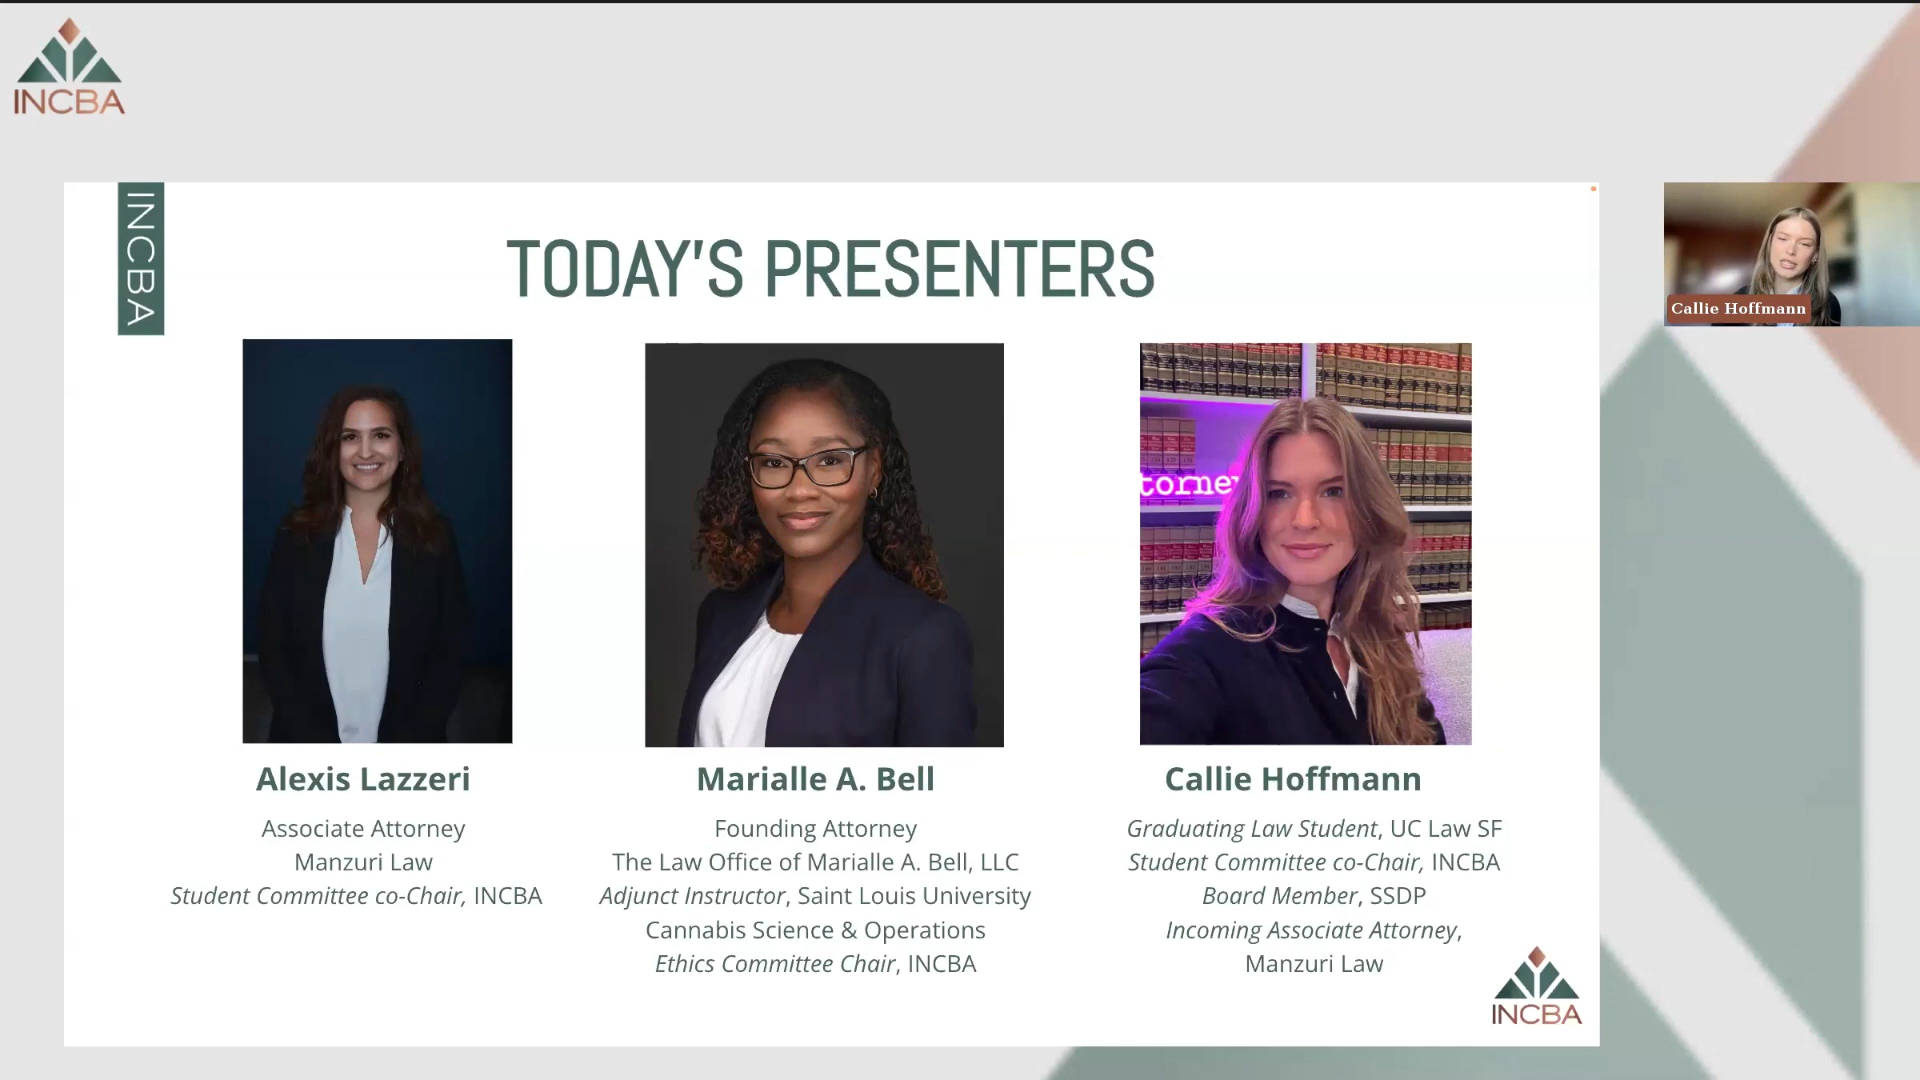 INCBA
INCBA
TODAY'S PRESENTERS
Callie Hoffmann
torney
Alexis Lazzeri
Associate Attorney
Manzuri Law
Student Committee co-Chair, INCBA
Marialle A. Bell
Founding Attorney
The Law Office of Marialle A. Bell, LLC
Adjunct Instructor, Saint Louis University
Cannabis Science & Operations
Ethics Committee Chair, INCBA
Callie Hoffmann
Graduating Law Student, UC Law SF
Student Committee co-Chair, INCBA
Board Member, SSDP
Incoming Associate Attorney,
Manzuri Law
INCBA